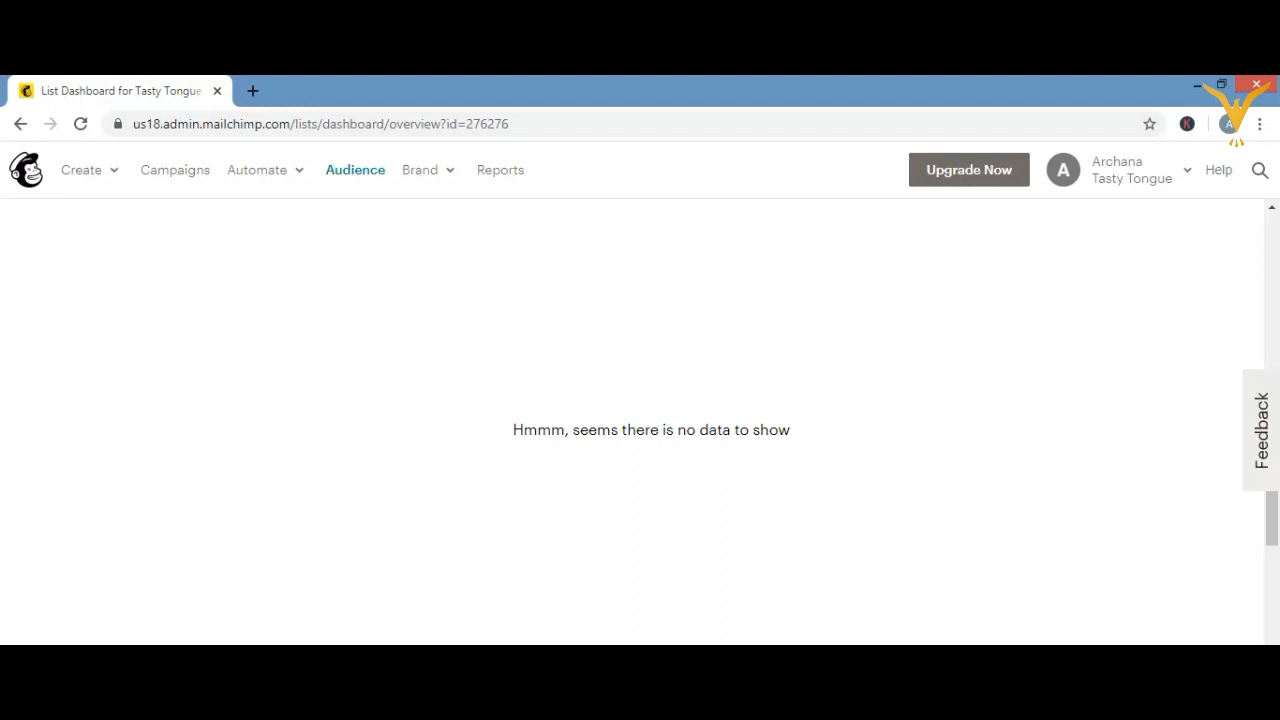 List Dashboard for Tasty Tongue
us18.admin.mailchimp.com/lists/dashboard/overview?id=276276
K
A
Create
Campaigns
Automate
Audience
Brand
Reports
Upgrade Now
A
Archana
Tasty Tongue
Help
Hmmm, seems there is no data to show
Feedback